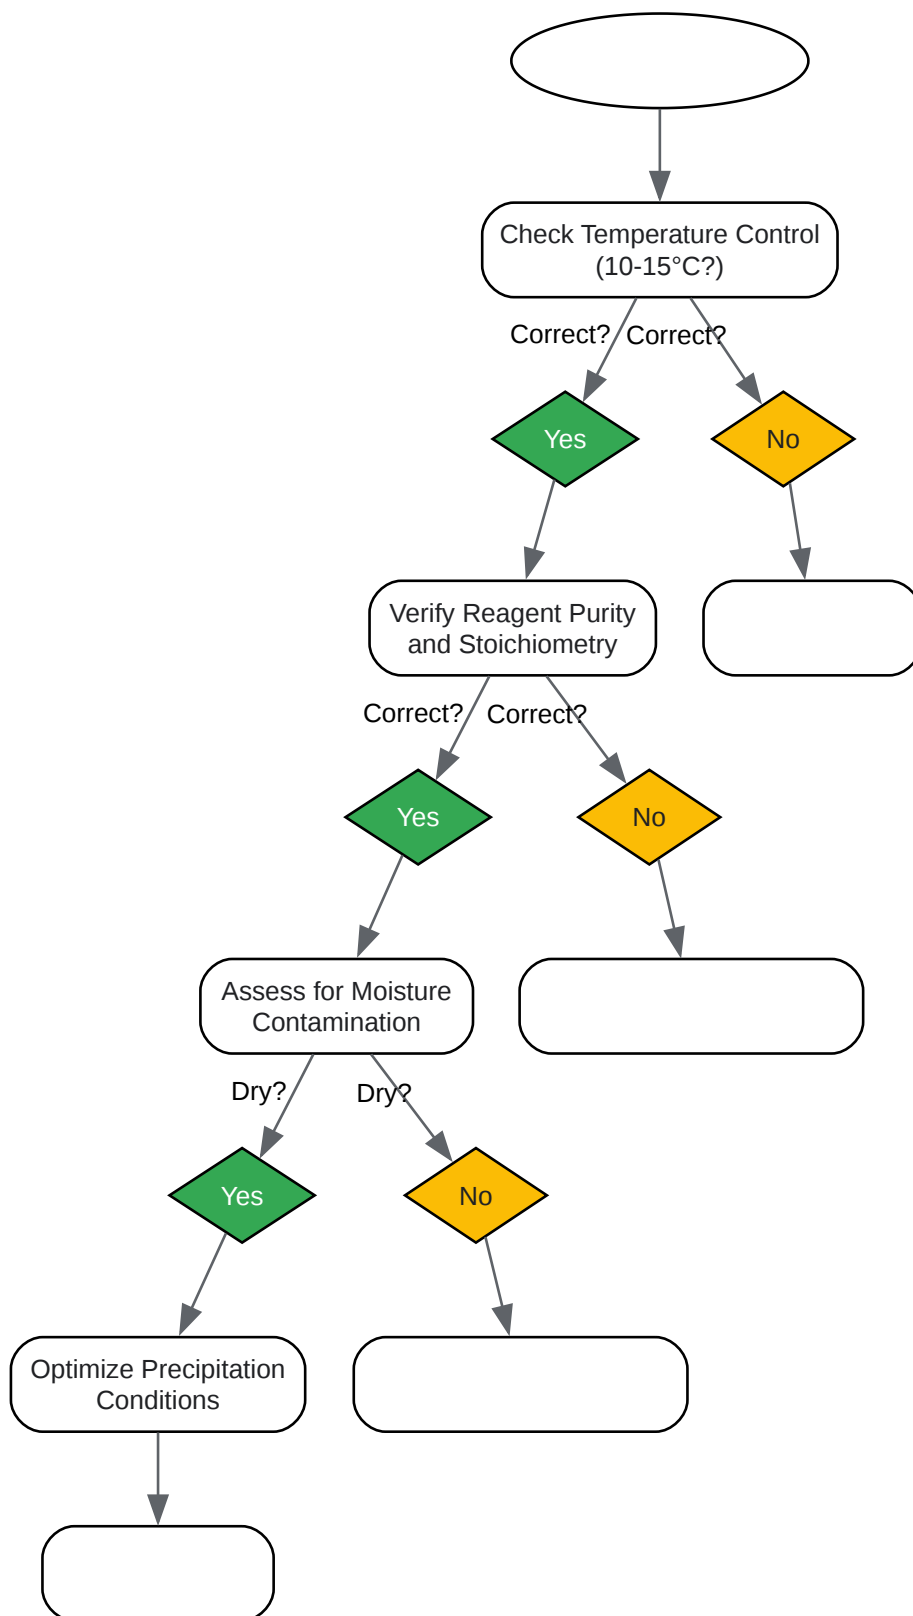 Check Temperature Control
(10-15°C?)
Correct?
Correct?
Yes
No
Verify Reagent Purity
and Stoichiometry
Correct?
Correct?
Yes
No
Assess for Moisture
Contamination
Dry?
Dry?
Yes
No
Optimize Precipitation
Conditions